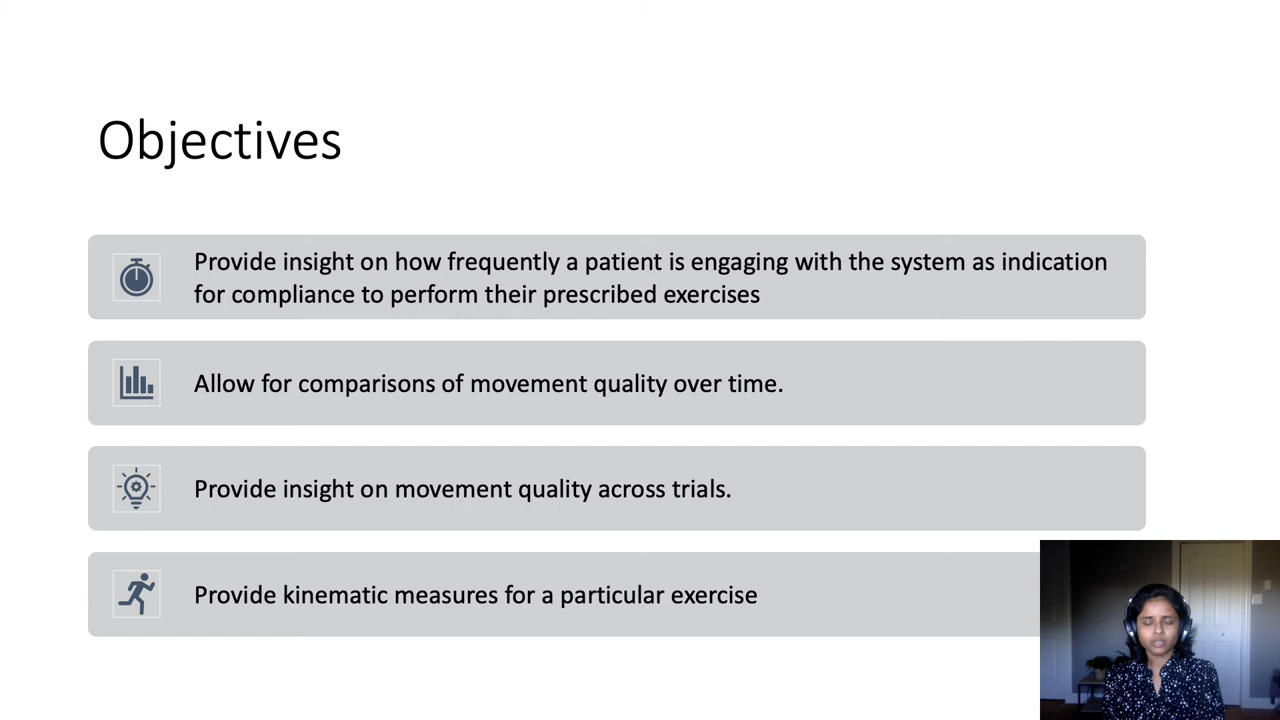 Objectives
Provide insight on how frequently a patient is engaging with the system as indication
for compliance to perform their prescribed exercises
Allow for comparisons of movement quality over time.
Provide insight on movement quality across trials.
Provide kinematic measures for a particular exercise